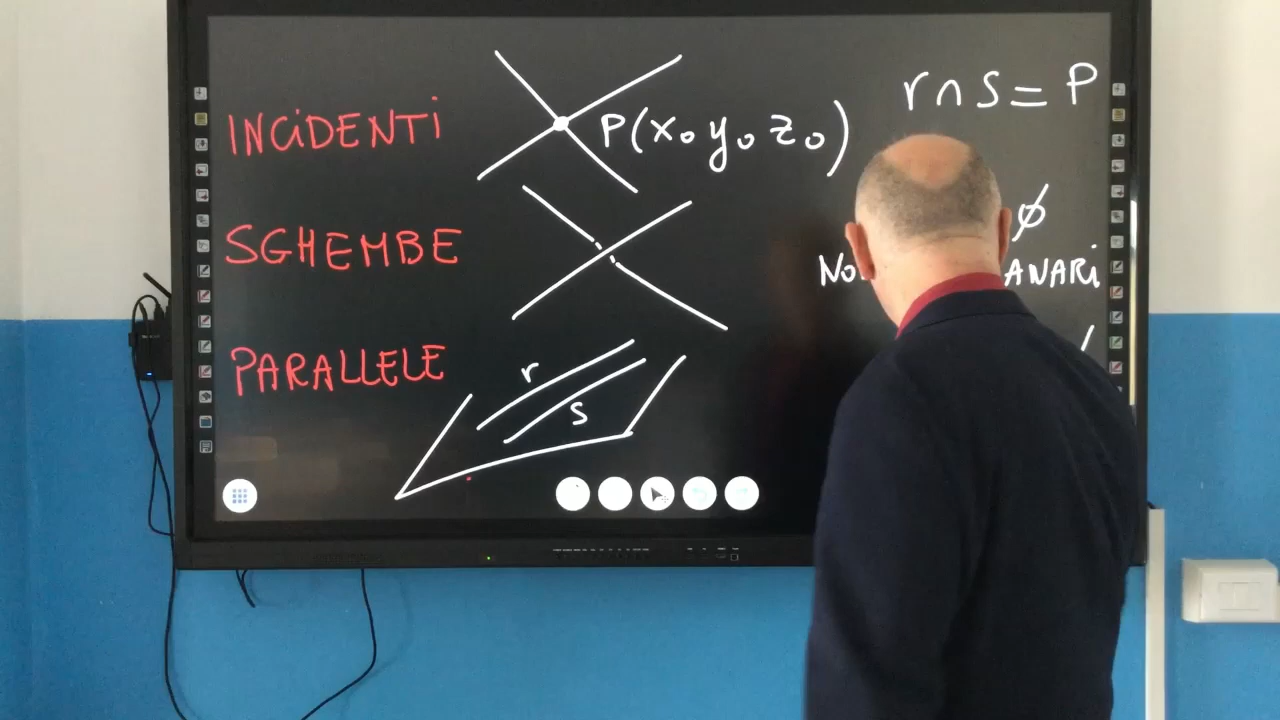 INCIDENTI
P(x₀ y₀ z₀)
r ∩ s = P
SGHEMBE
∅
PARALLELE
r
s